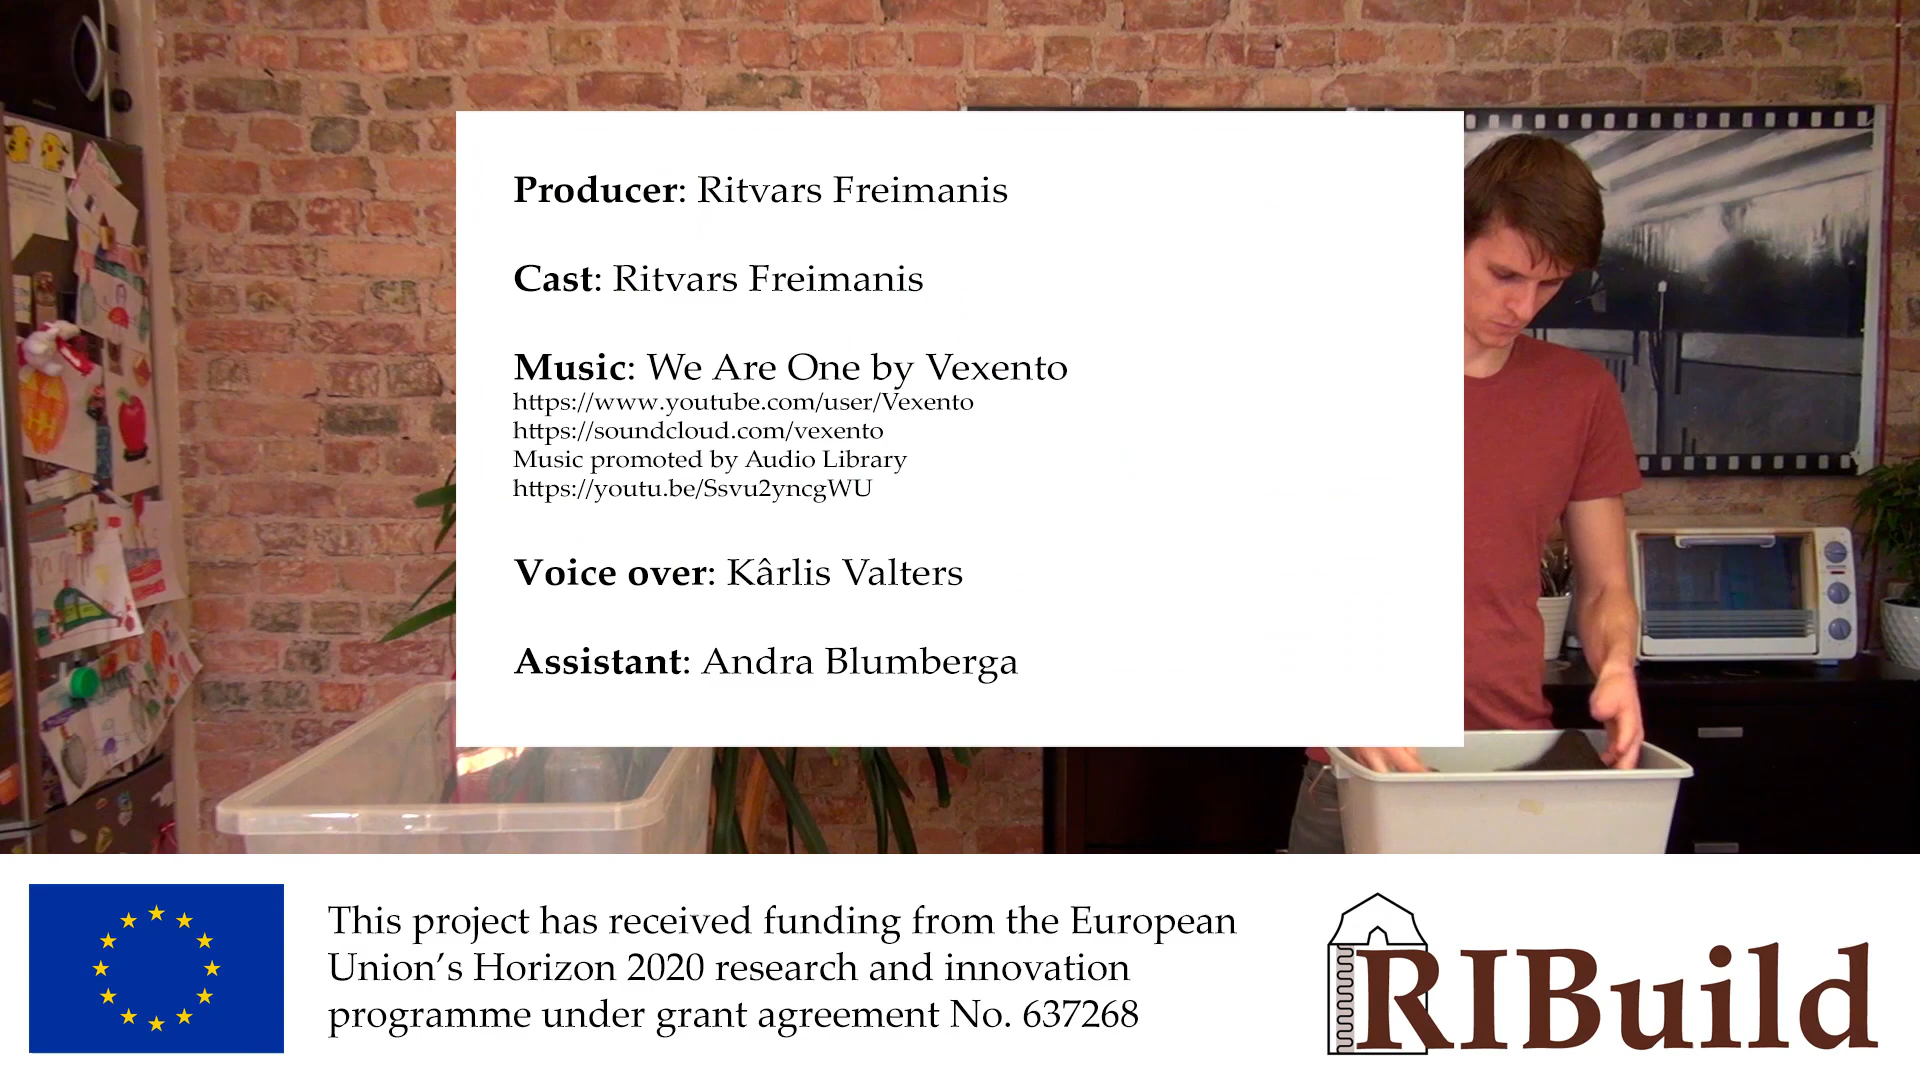 Producer: Ritvars Freimanis
Cast: Ritvars Freimanis
Music: We Are One by Vexento
https://www.youtube.com/user/Vexento
https://soundcloud.com/vexento
Music promoted by Audio Library
https://youtu.be/Ssvu2yncgWU
Voice over: Kârlis Valters
Assistant: Andra Blumberga
This project has received funding from the European
Union’s Horizon 2020 research and innovation
programme under grant agreement No. 637268
RIBuild